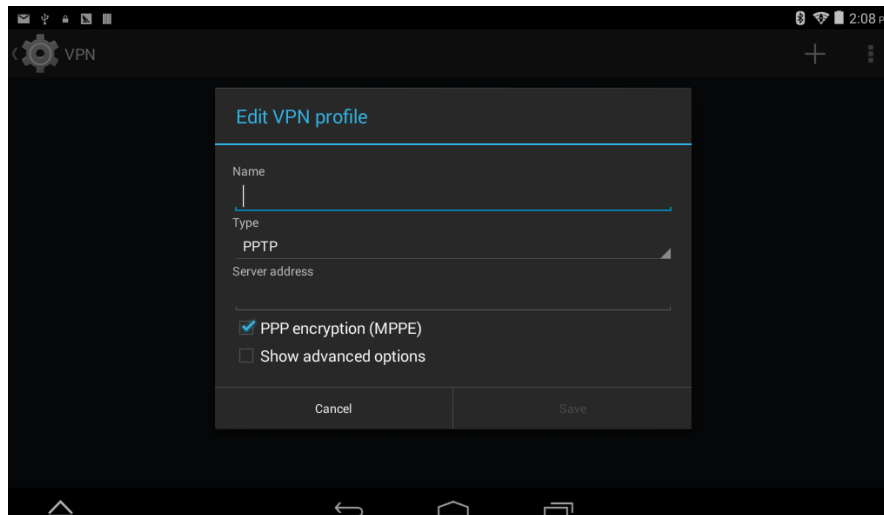 2:08 P
VPN
Edit VPN profile
Name
Type
PPTP
Server address
PPP encryption (MPPE)
Show advanced options
Cancel
Save